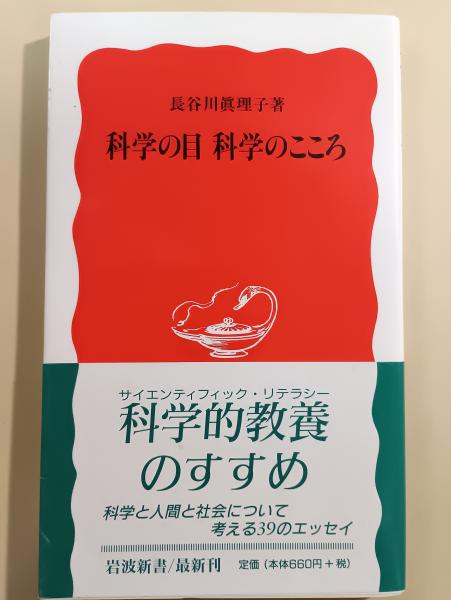 長谷川眞理子著
科学の目 科学のこころ
サイエンティフィック・リテラシー
科学的教養
のすすめ
科学と人間と社会について
考える39のエッセイ
岩波新書/最新刊 定価(本体660円+税)